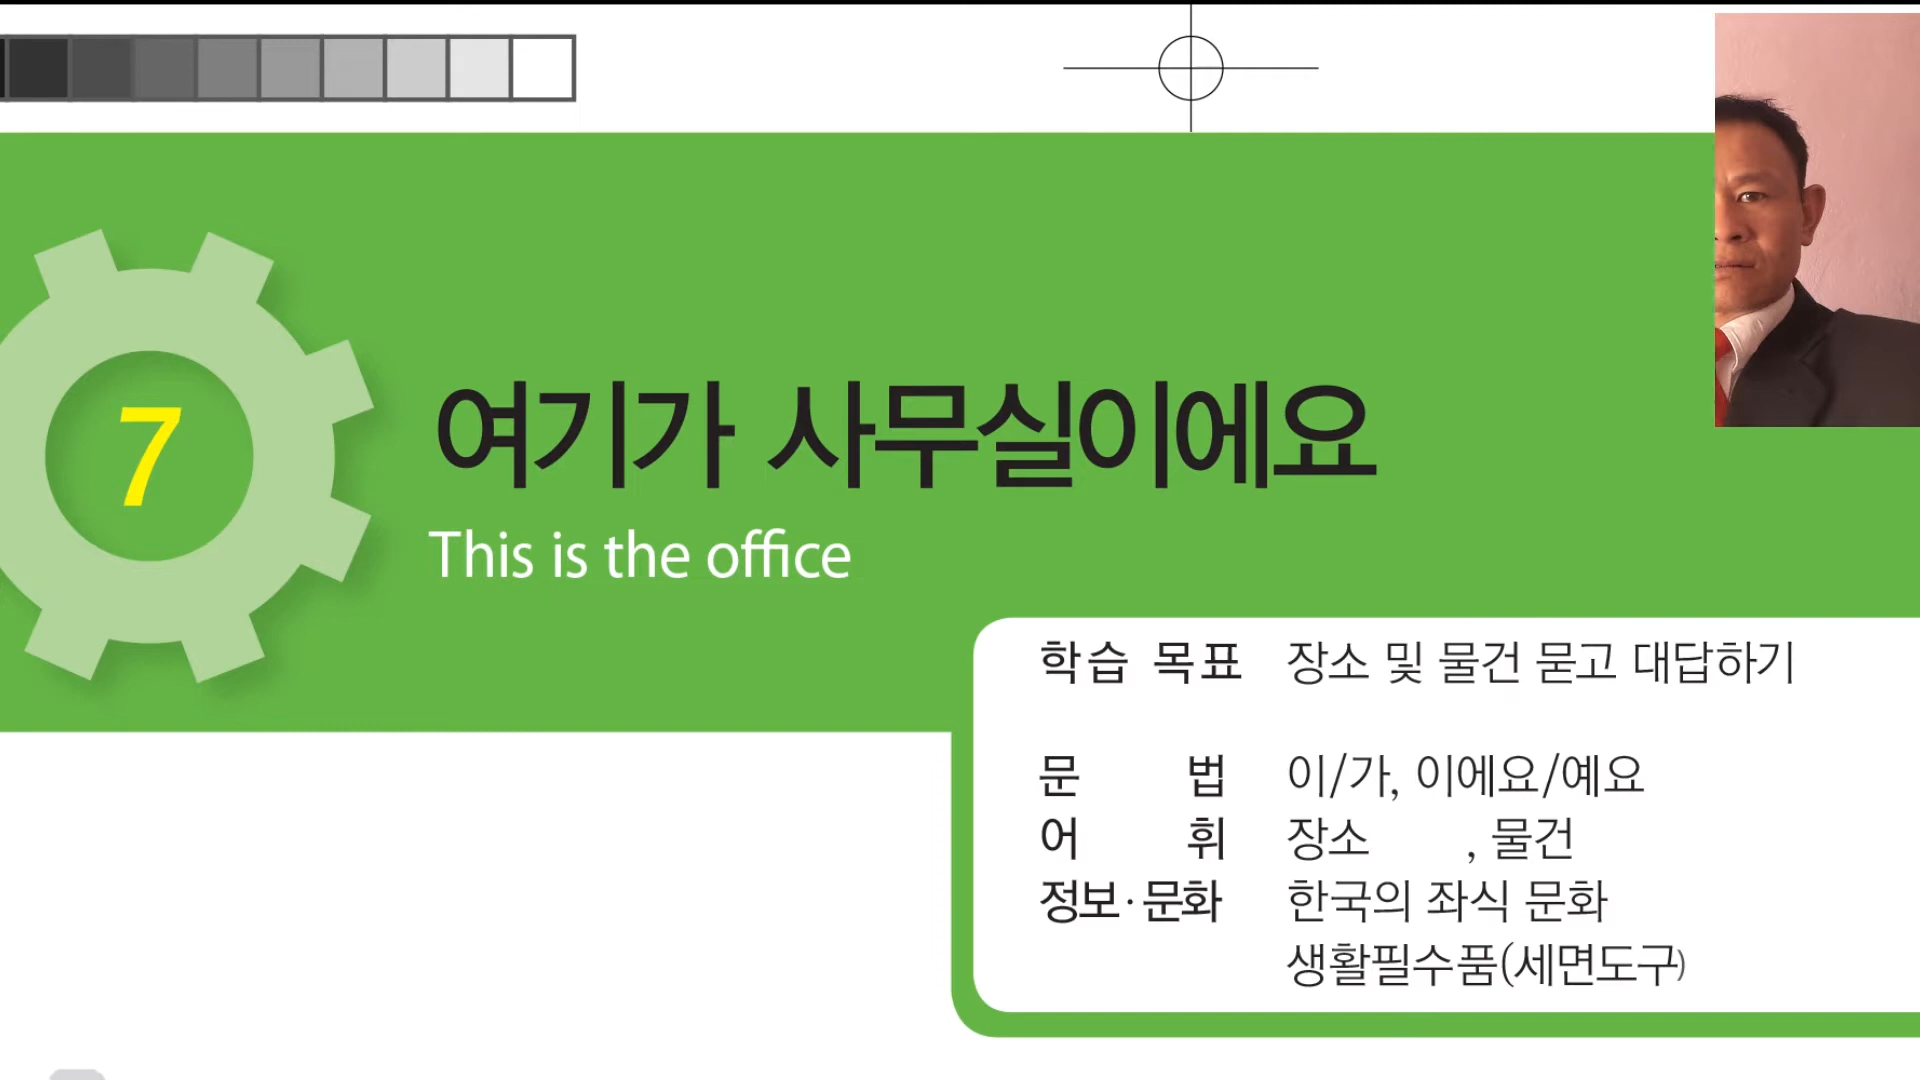 7
여기가 사무실이에요
This is the office
학습 목표 장소 및 물건 묻고 대답하기
문 법 이/가, 이에요/예요
어 휘 장소 , 물건
정보·문화 한국의 좌식 문화
생활필수품(세면도구)